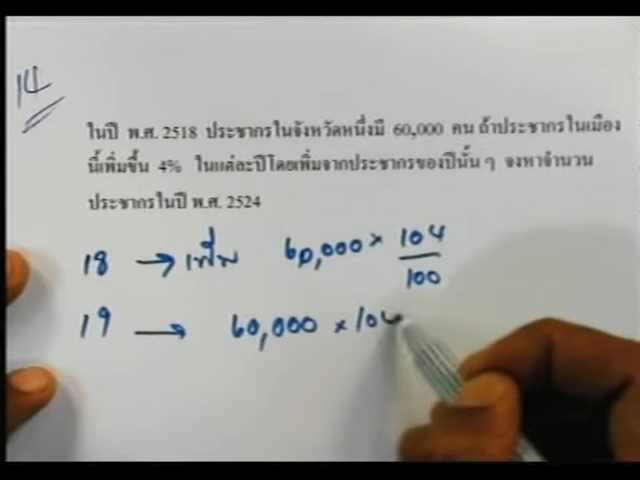 14
ในปี พ.ศ. 2518 ประชากรในจังหวัดหนึ่งมี 60,000 คน ถ้าประชากรในเมือง
นี้เพิ่มขึ้น 4% ในแต่ละปีโดยเพิ่มจากประชากรของปีนั้น ๆ จงหาจำนวน
ประชากรในปี พ.ศ. 2524
18 → เพิ่ม 60,000 × 104/100
19 → 60,000 × 104